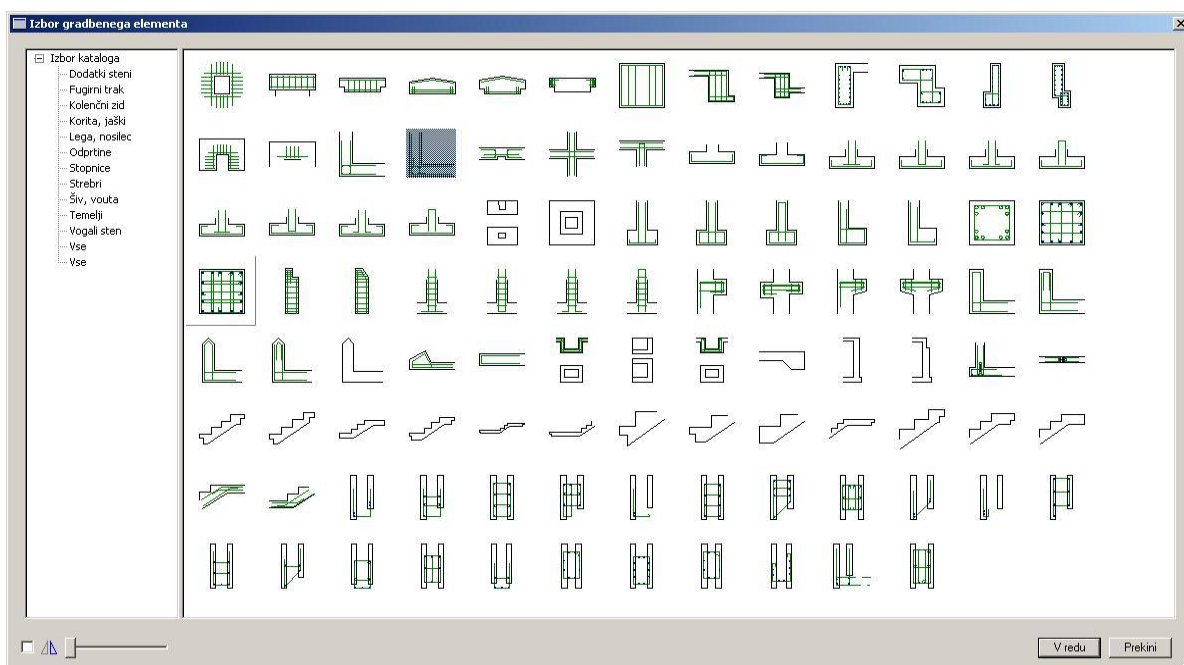 Izbor gradbenega elementa
Izbor kataloga
Dodatki steni
Fugirni trak
Kolenčni zid
Korita, jaški
Lega, nosilec
Odprtine
Stopnice
Strebri
Šiv, vouta
Temelji
Vogali sten
Vse
Vse
V redu
Prekini